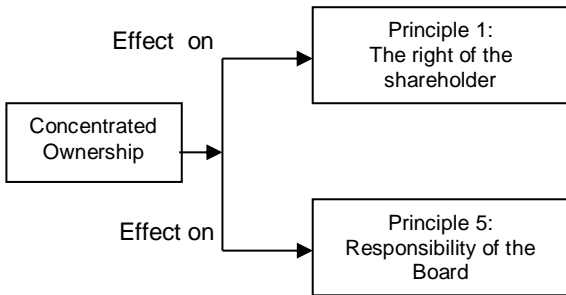 Effect on
Principle 1:
The right of the
shareholder
Concentrated
Ownership
Effect on
Principle 5:
Responsibility of the
Board